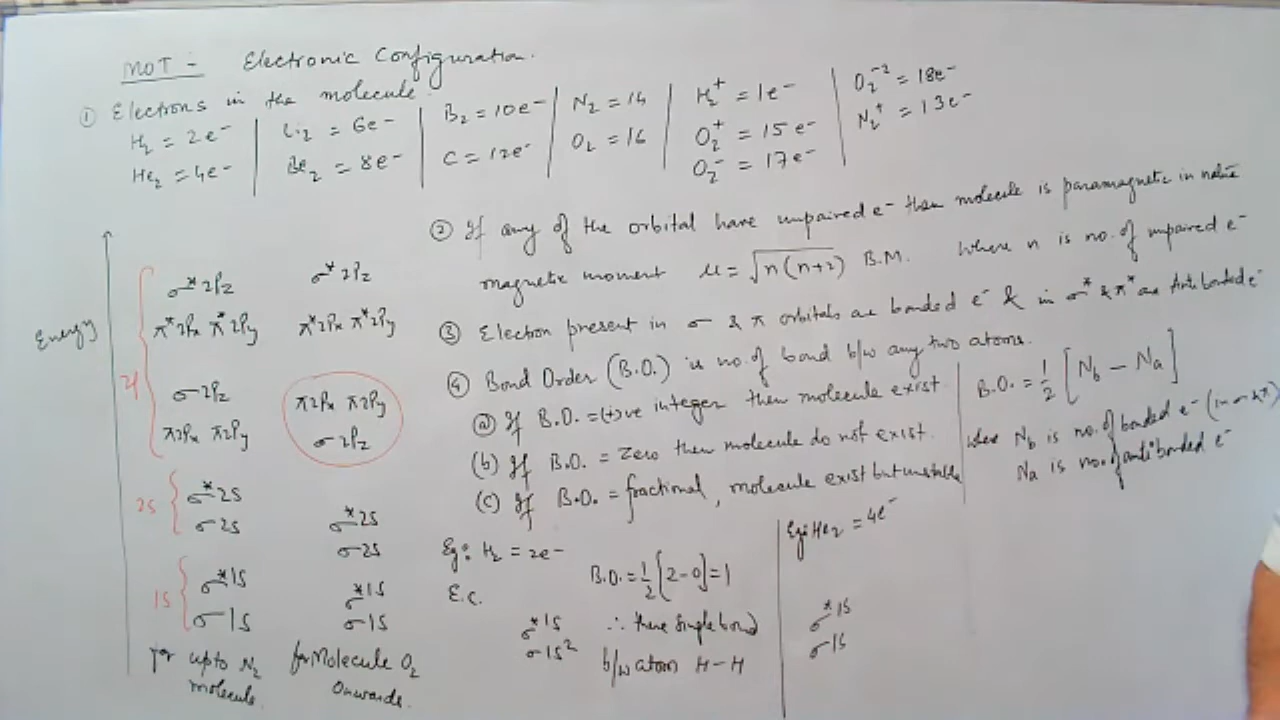 MOT - Electronic Configuration.
① Electrons in the molecule.
H₂ = 2e⁻
He₂ = 4e⁻
Li₂ = 6e⁻
Be₂ = 8e⁻
B₂ = 10e⁻
C = 12e⁻
N₂ = 14
O₂ = 16
H₂⁺ = 1e⁻
O₂⁺ = 15e⁻
O₂⁻ = 17e⁻
O₂⁻² = 18e⁻
N₂⁺ = 13e⁻
② If any of the orbital have unpaired e⁻ then molecule is paramagnetic in nature
magnetic moment μ = √n(n+2) B.M. Where n is no. of unpaired e⁻
③ Electron present in σ & π orbitals are bonded e⁻ & in σ* & π* are Anti bonded e⁻
④ Bond Order (B.O.) is no. of bond b/w any two atoms.
(a) If B.O. = (+)ve integer then molecule exist.
(b) If B.O. = Zero then molecule do not exist.
(c) If B.O. = fractional, molecule exist but unstable
B.O. = 1/2 [Nb - Na]
where Nb is no. of bonded e⁻ (in σ & π)
Na is no. of antibonded e⁻
Energy
σ*2Pz
π*2Px π*2Py
σ2Pz
π2Px π2Py
σ*2S
σ2S
σ*1S
σ1S
2S
1S
for upto N₂
molecule.
σ*2Pz
π*2Px π*2Py
π2Px π2Py
σ2Pz
σ*2S
σ2S
σ*1S
σ1S
for Molecule O₂
Onwards.
Eg: H₂ = 2e⁻
E.C.
σ*1S
σ1S²
B.O. = 1/2 [2-0] = 1
∴ there single bond
b/w atom H-H
Eg: He₂ = 4e⁻
σ*1S
σ1S